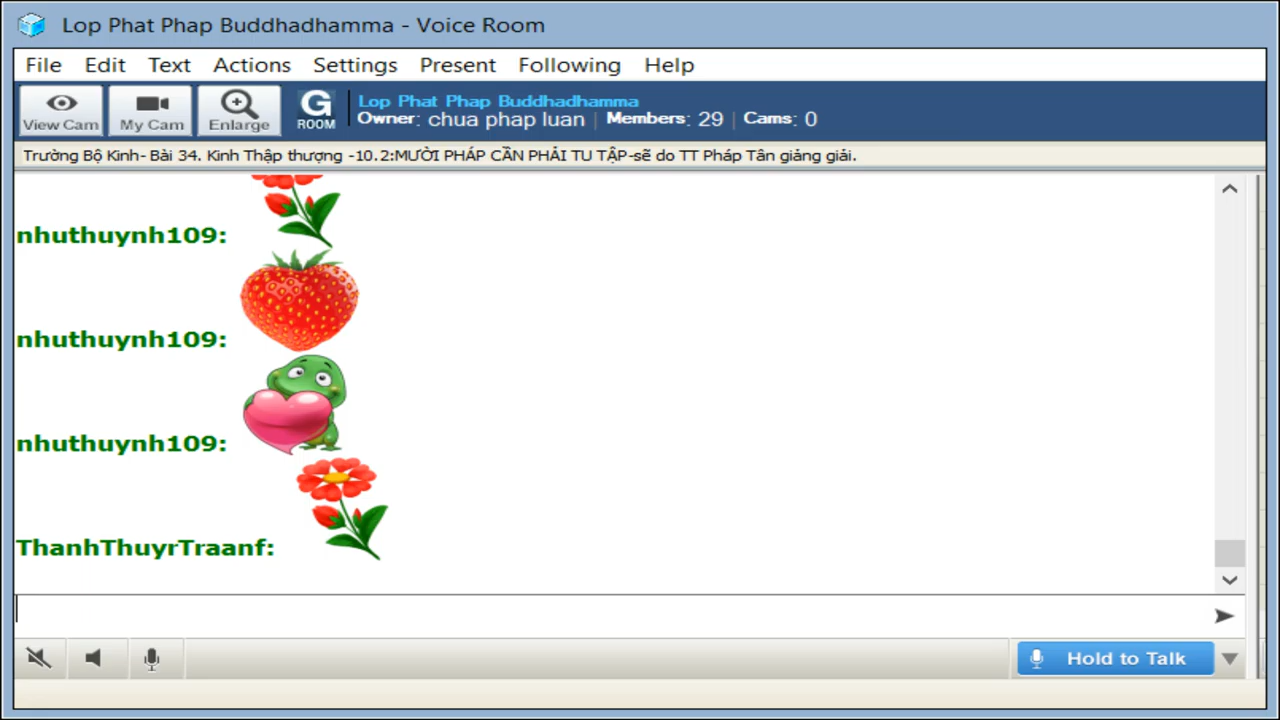 Lop Phat Phap Buddhadhamma - Voice Room
File Edit Text Actions Settings Present Following Help
View Cam My Cam Enlarge G ROOM
Lop Phat Phap Buddhadhamma
Owner: chua phap luan | Members: 29 | Cams: 0
Trường Bộ Kinh- Bài 34. Kinh Thập thượng -10.2:MƯỜI PHÁP CẦN PHẢI TU TẬP-sẽ do TT Pháp Tân giảng giải.
nhuthuynh109:
nhuthuynh109:
nhuthuynh109:
ThanhThuyrTraanf:
Hold to Talk